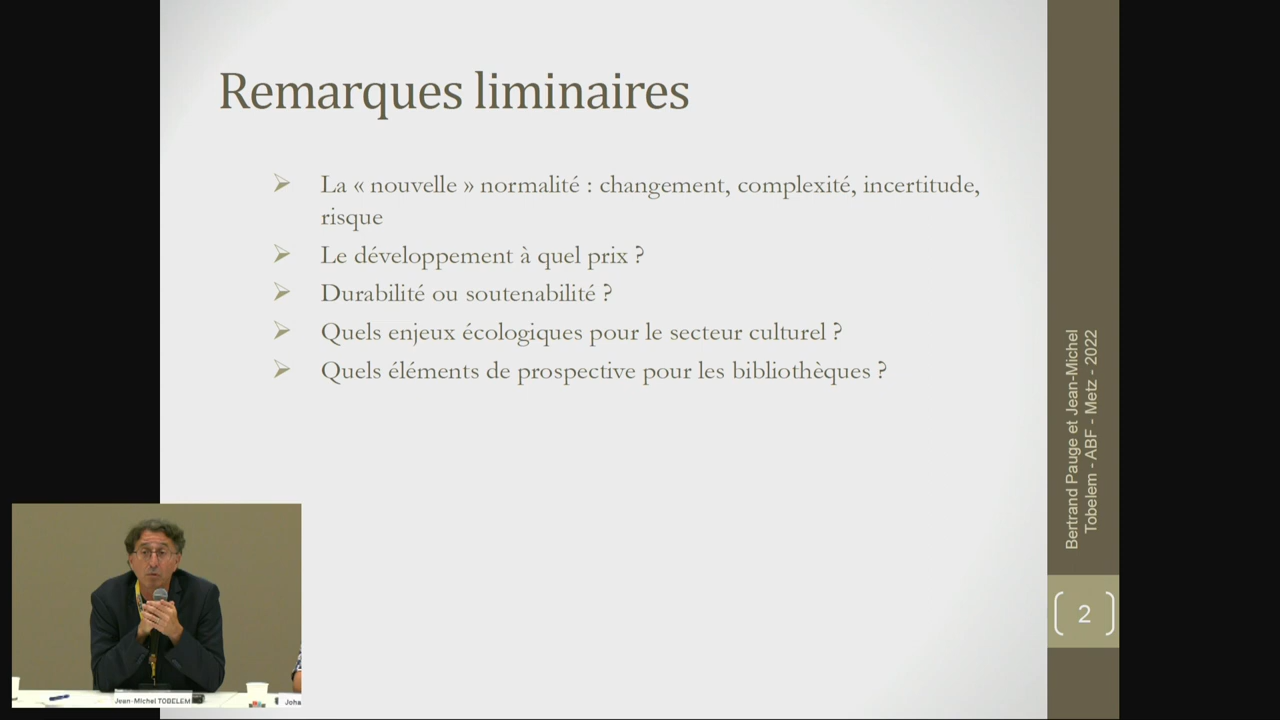 Remarques liminaires
La « nouvelle » normalité : changement, complexité, incertitude,
risque
Le développement à quel prix ?
Durabilité ou soutenabilité ?
Quels enjeux écologiques pour le secteur culturel ?
Quels éléments de prospective pour les bibliothèques ?
Bertrand Pauge et Jean-Michel
Tobelem - ABF - Metz - 2022
2
Jean-Michel TOBELEM
Joha